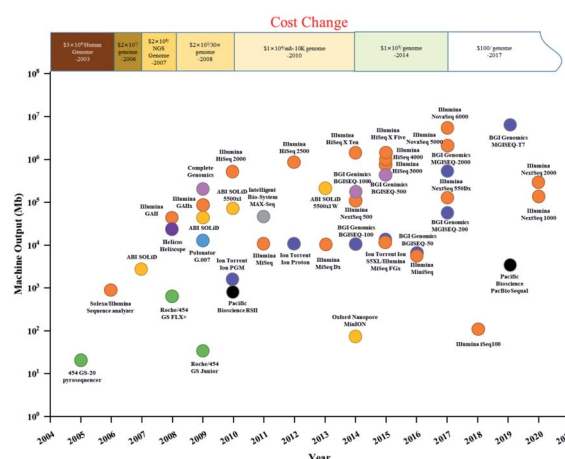 Cost Change
$3×10⁹/Human
Genome
-2003
$2×10⁷/
genome
-2006
$2×10⁶/
NGS
Genome
-2007
$2×10⁵/30×
genome
-2008
$1×10⁴/sub-10K genome
-2010
$1×10³/ genome
-2014
$100/ genome
-2017
Machine Output (Mb)
10⁸
10⁷
10⁶
10⁵
10⁴
10³
10²
10¹
10⁰
454 GS-20
pyrosequencer
Solexa/Illumina
Sequence analyzer
ABI SOLiD
Illumina
GAII
Helicos
Heliscope
Roche/454
GS FLX+
Complete
Genomics
Illumina
GAIIx
ABI SOLiD
Polonator
G.007
Roche/454
GS Junior
Illumina
HiSeq 2000
ABI SOLiD
5500xl
Ion Torrent
Ion PGM
Pacific
Bioscience RSII
Intelligent
Bio-System
MAX-Seq
Illumina
MiSeq
Illumina
HiSeq 2500
Ion Torrent
Ion Proton
ABI SOLiD
5500xl W
Illumina
MiSeq Dx
Illumina
HiSeq X Ten
BGI Genimics
BGISEQ-1000
Illumina
NextSeq 500
BGI Genomics
BGISEQ-100
Oxford Nanopore
MinION
Illumina
HiSeq X Five
Illumina
HiSeq 4000
Illumina
HiSeq 3000
BGI Genimics
BGISEQ-500
Ion Torrent Ion
S5XL/Illumina
MiSeq FGx
BGI Genomics
BGISEQ-50
Illumina
MiniSeq
Illumina
NovaSeq 6000
Illumina
NovaSeq 5000
BGI Genomics
MGISEQ-2000
Illumina
NextSeq 550Dx
BGI Genomics
MGISEQ-200
Illumina iSeq100
BGI Genomics
MGISEQ-T7
Pacific
Bioscience
PacBio Sequal
Illumina
NextSeq 2000
Illumina
NextSeq 1000
2004 2005 2006 2007 2008 2009 2010 2011 2012 2013 2014 2015 2016 2017 2018 2019 2020 2021
Year